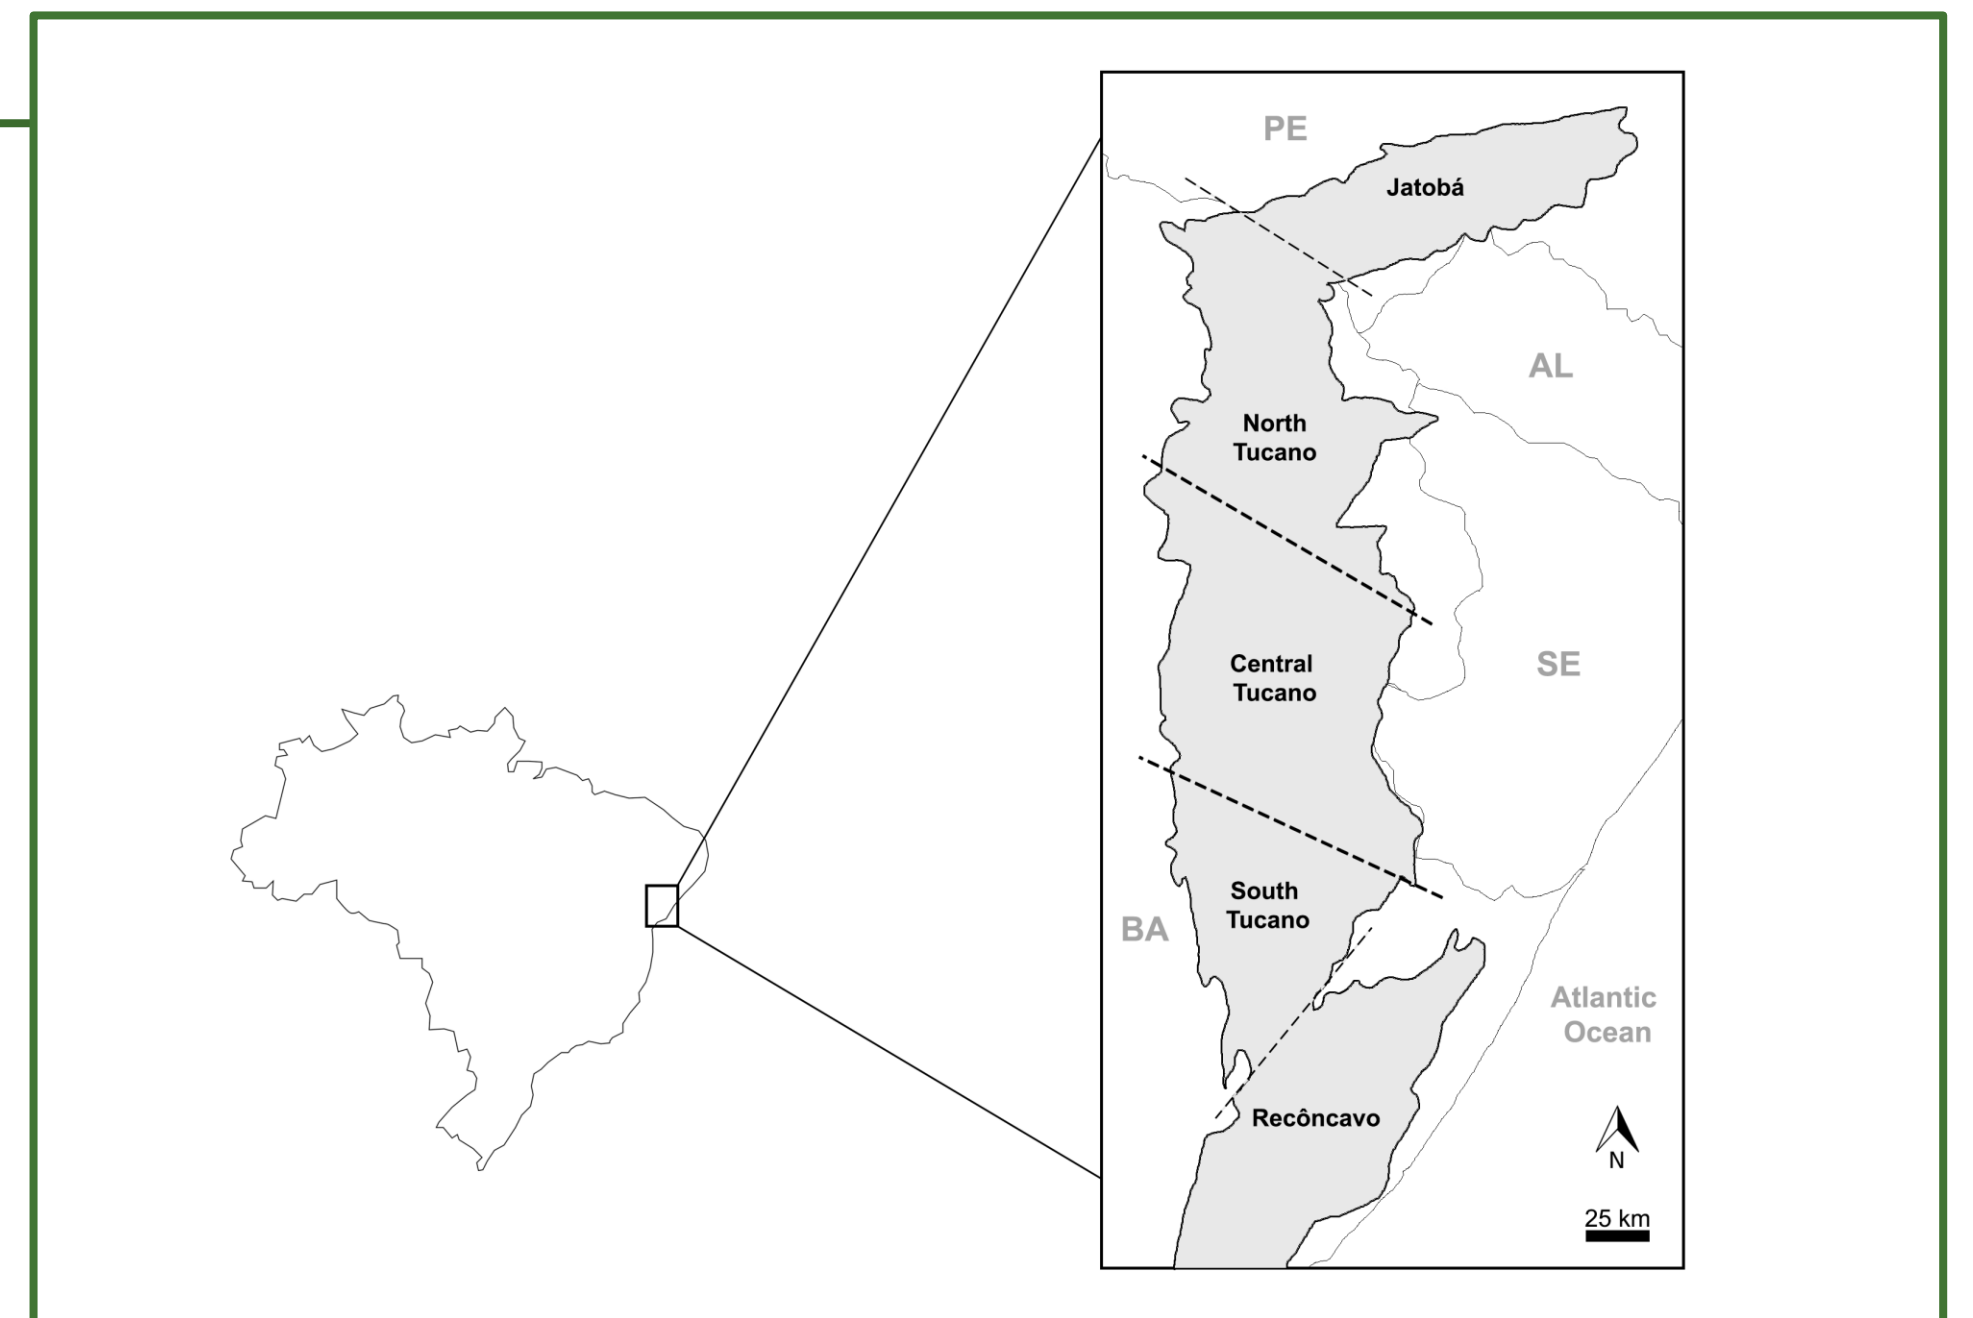 PE
Jatobá
AL
North
Tucano
Central
Tucano
SE
South
Tucano
BA
Atlantic
Ocean
Recôncavo
N
25 km